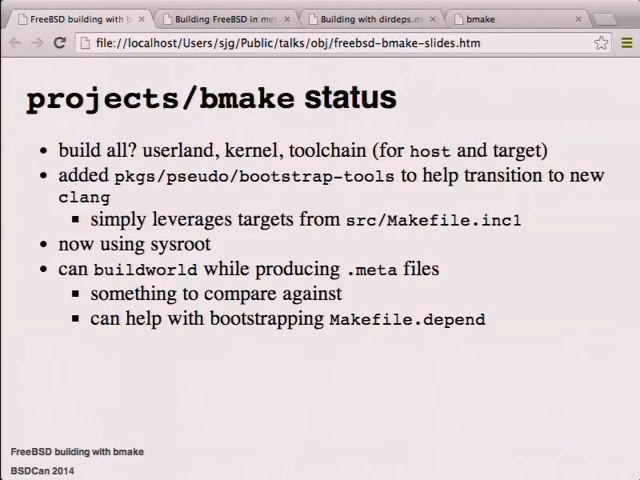 FreeBSD building with b
Building FreeBSD in met
Building with dirdeps.m
bmake
file://localhost/Users/sjg/Public/talks/obj/freebsd-bmake-slides.htm
projects/bmake status
• build all? userland, kernel, toolchain (for host and target)
• added pkgs/pseudo/bootstrap-tools to help transition to new
clang
▪ simply leverages targets from src/Makefile.inc1
• now using sysroot
• can buildworld while producing .meta files
▪ something to compare against
▪ can help with bootstrapping Makefile.depend
FreeBSD building with bmake
BSDCan 2014